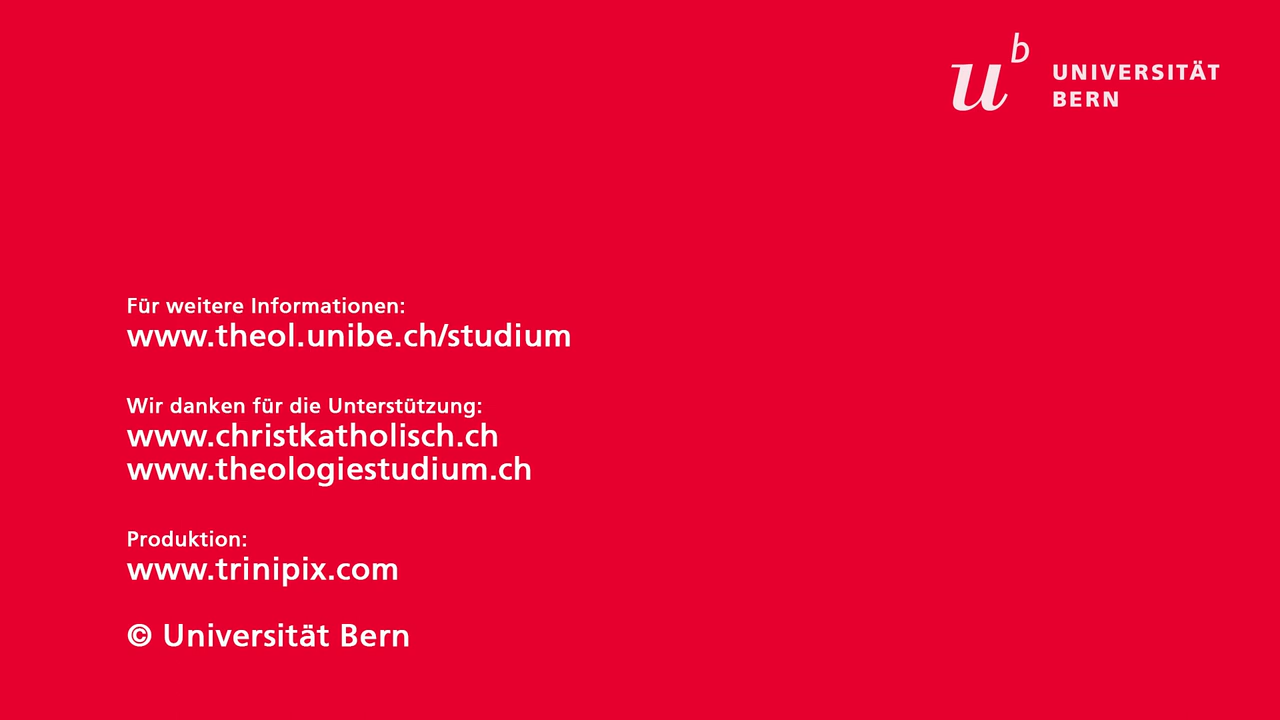 u b UNIVERSITÄT
BERN
Für weitere Informationen:
www.theol.unibe.ch/studium
Wir danken für die Unterstützung:
www.christkatholisch.ch
www.theologiestudium.ch
Produktion:
www.trinipix.com
© Universität Bern